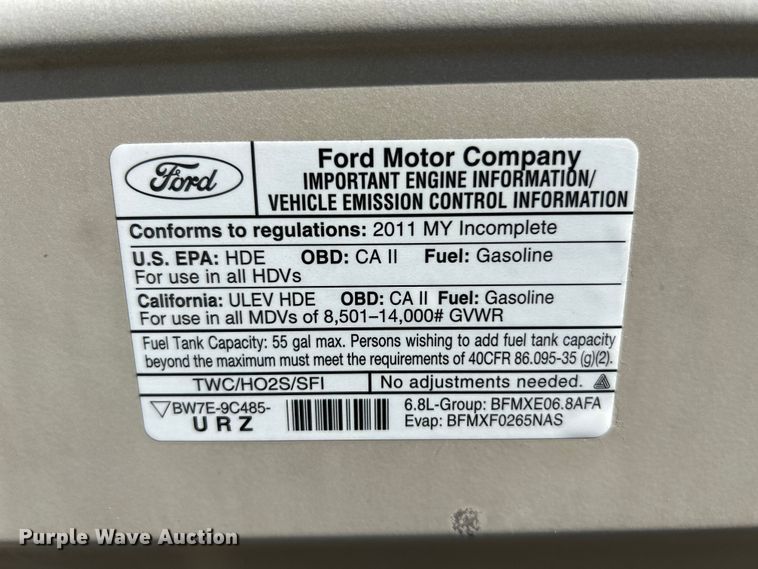 Ford
Ford Motor Company
IMPORTANT ENGINE INFORMATION/
VEHICLE EMISSION CONTROL INFORMATION
Conforms to regulations: 2011 MY Incomplete
U.S. EPA: HDE OBD: CA II Fuel: Gasoline
For use in all HDVs
California: ULEV HDE OBD: CA II Fuel: Gasoline
For use in all MDVs of 8,501–14,000# GVWR
Fuel Tank Capacity: 55 gal max. Persons wishing to add fuel tank capacity
beyond the maximum must meet the requirements of 40CFR 86.095-35 (g)(2).
TWC/HO2S/SFI No adjustments needed.
BW7E-9C485-
URZ
6.8L-Group: BFMXE06.8AFA
Evap: BFMXF0265NAS
Purple Wave Auction